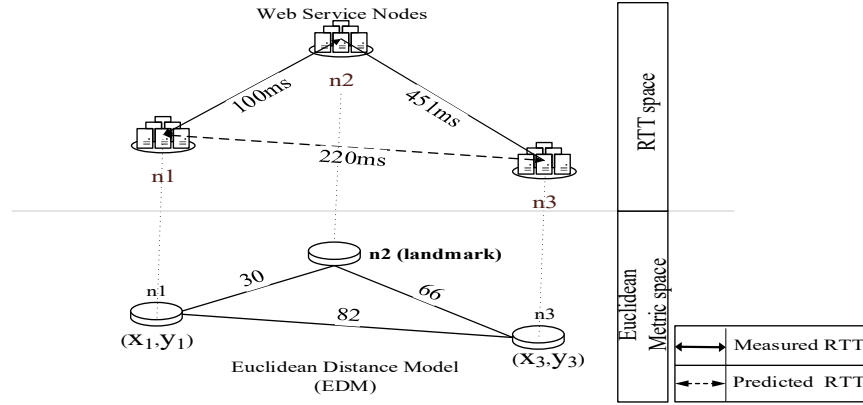 Web Service Nodes
n2
100ms
451ms
220ms
n1
n3
RTT space
n2 (landmark)
30
66
n1
82
n3
(x1,y1)
(x3,y3)
Euclidean Distance Model
(EDM)
Euclidean
Metric space
Measured RTT
Predicted RTT